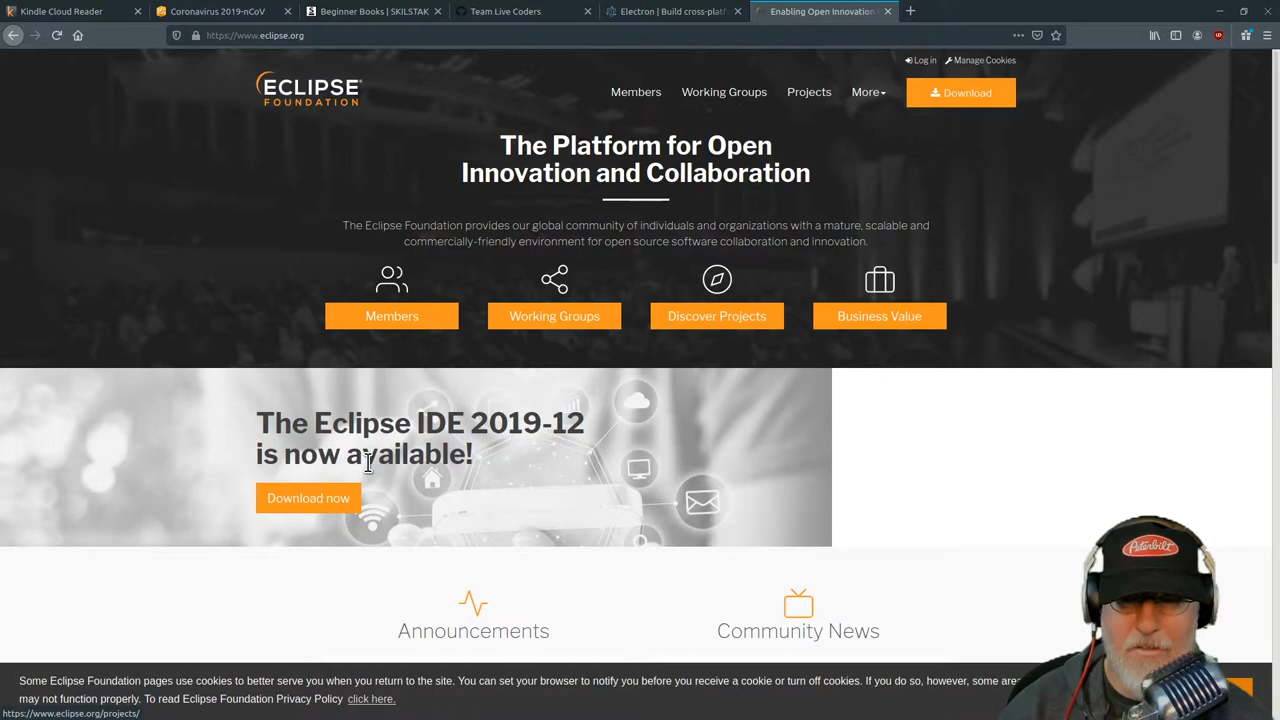 Kindle Cloud Reader
Coronavirus 2019-nCoV
Beginner Books | SKILSTAK
Team Live Coders
Electron | Build cross-platf
Enabling Open Innovation
https://www.eclipse.org
Log in
Manage Cookies
ECLIPSE
FOUNDATION
Members
Working Groups
Projects
More
Download
The Platform for Open
Innovation and Collaboration
The Eclipse Foundation provides our global community of individuals and organizations with a mature, scalable and
commercially-friendly environment for open source software collaboration and innovation.
Members
Working Groups
Discover Projects
Business Value
The Eclipse IDE 2019-12
is now available!
Download now
Announcements
Community News
Peterbilt
Some Eclipse Foundation pages use cookies to better serve you when you return to the site. You can set your browser to notify you before you receive a cookie or turn off cookies. If you do so, however, some area
may not function properly. To read Eclipse Foundation Privacy Policy click here.
https://www.eclipse.org/projects/